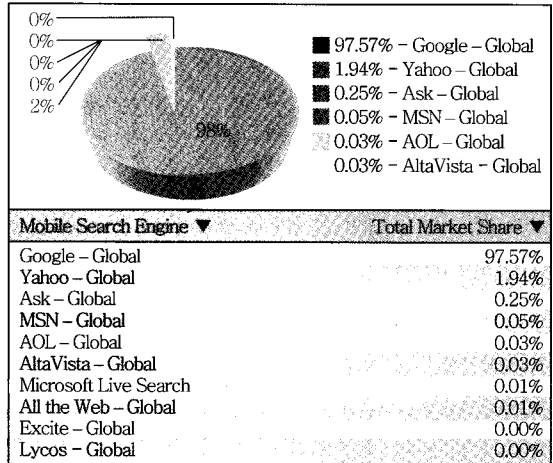 0%
0%
0%
0%
2%
98%
97.57% – Google – Global
1.94% – Yahoo – Global
0.25% – Ask – Global
0.05% – MSN – Global
0.03% – AOL – Global
0.03% – AltaVista – Global
Mobile Search Engine ▼ Total Market Share ▼
Google – Global 97.57%
Yahoo – Global 1.94%
Ask – Global 0.25%
MSN – Global 0.05%
AOL – Global 0.03%
AltaVista – Global 0.03%
Microsoft Live Search 0.01%
All the Web – Global 0.01%
Excite – Global 0.00%
Lycos – Global 0.00%